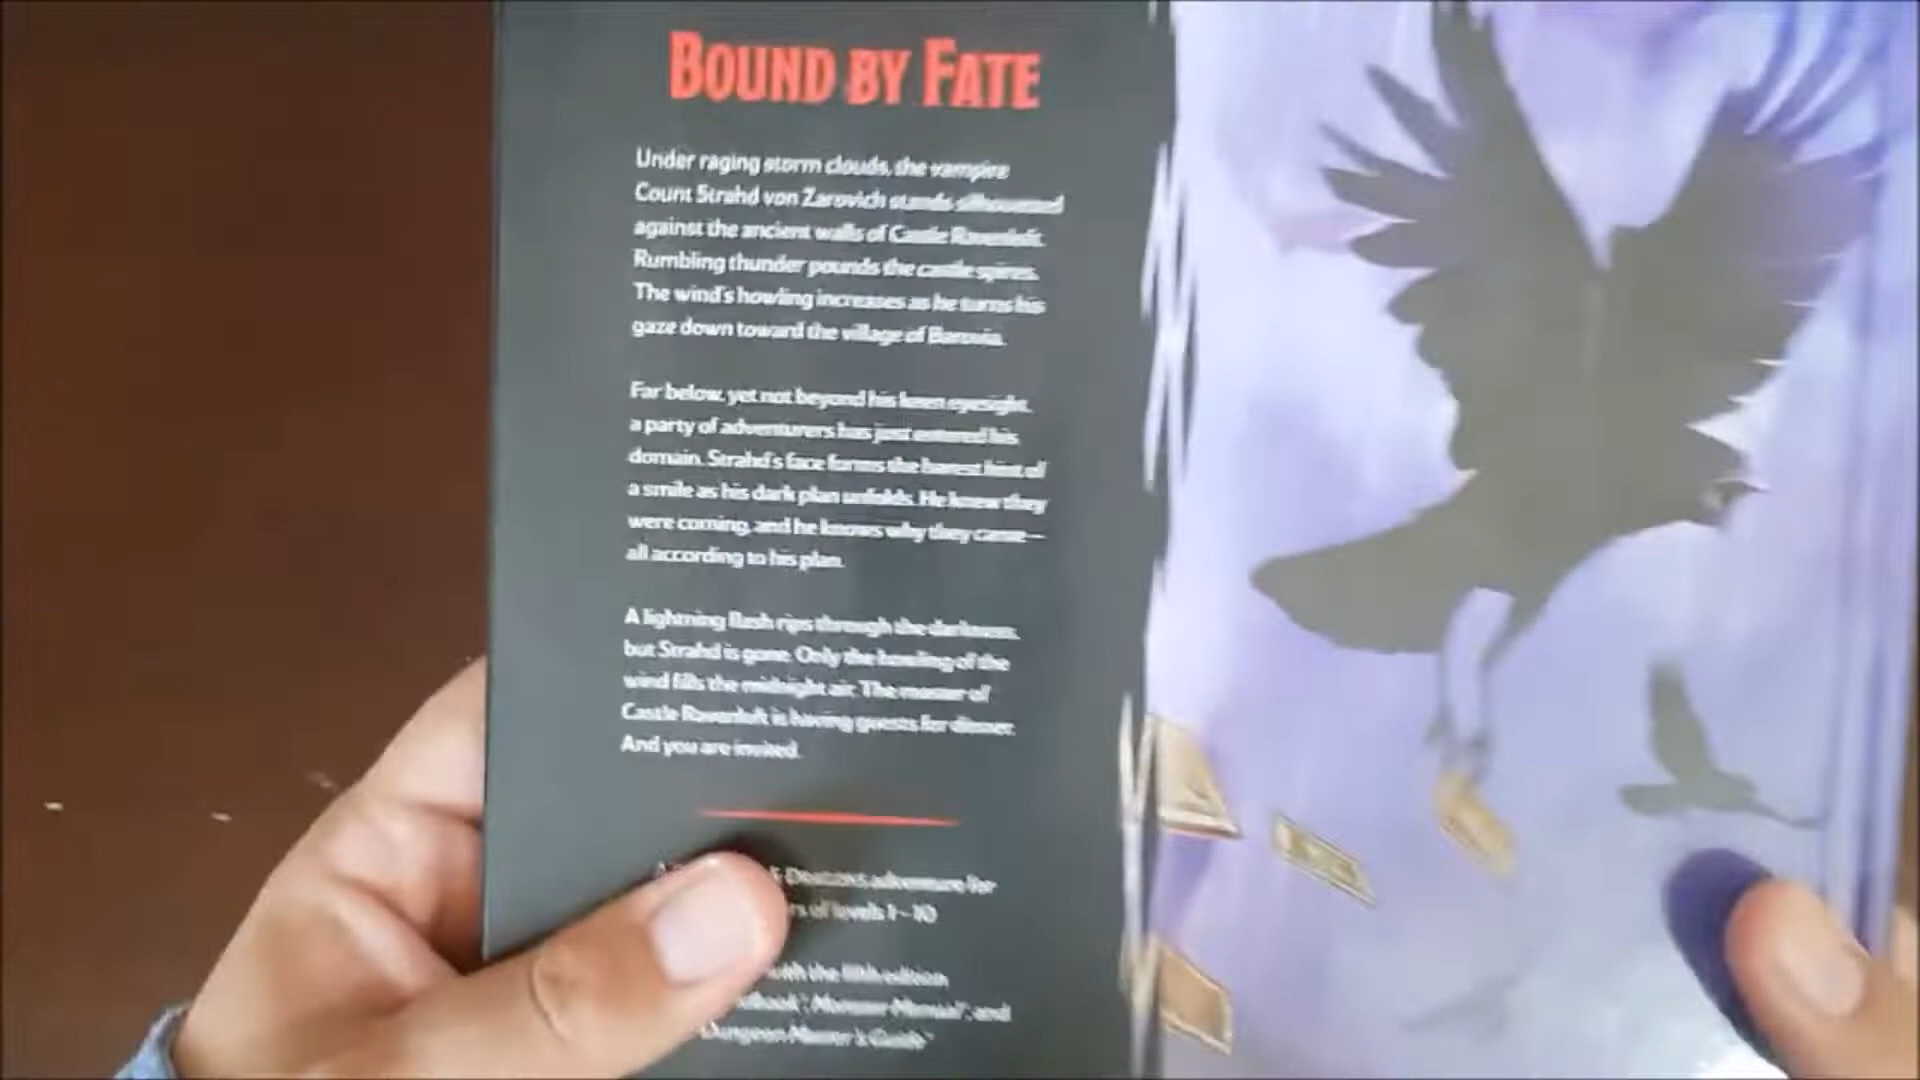 BOUND BY FATE
Under raging storm clouds, the vampire
Count Strahd von Zarovich stands silhouetted
against the ancient walls of Castle Ravenloft.
Rumbling thunder pounds the castle spires.
The wind's howling increases as he turns his
gaze down toward the village of Barovia.
Far below, yet not beyond his keen eyesight,
a party of adventurers has just entered his
domain. Strahd's face forms the barest hint of
a smile as his dark plan unfolds. He knew they
were coming, and he knows why they came—
all according to his plan.
A lightning flash rips through the darkness,
but Strahd is gone. Only the howling of the
wind fills the midnight air. The master of
Castle Ravenloft is having guests for dinner.
And you are invited.
Dragons adventure for
of levels 1–10
with the fifth edition
Monster Manual™, and
Dungeon Master's Guide™